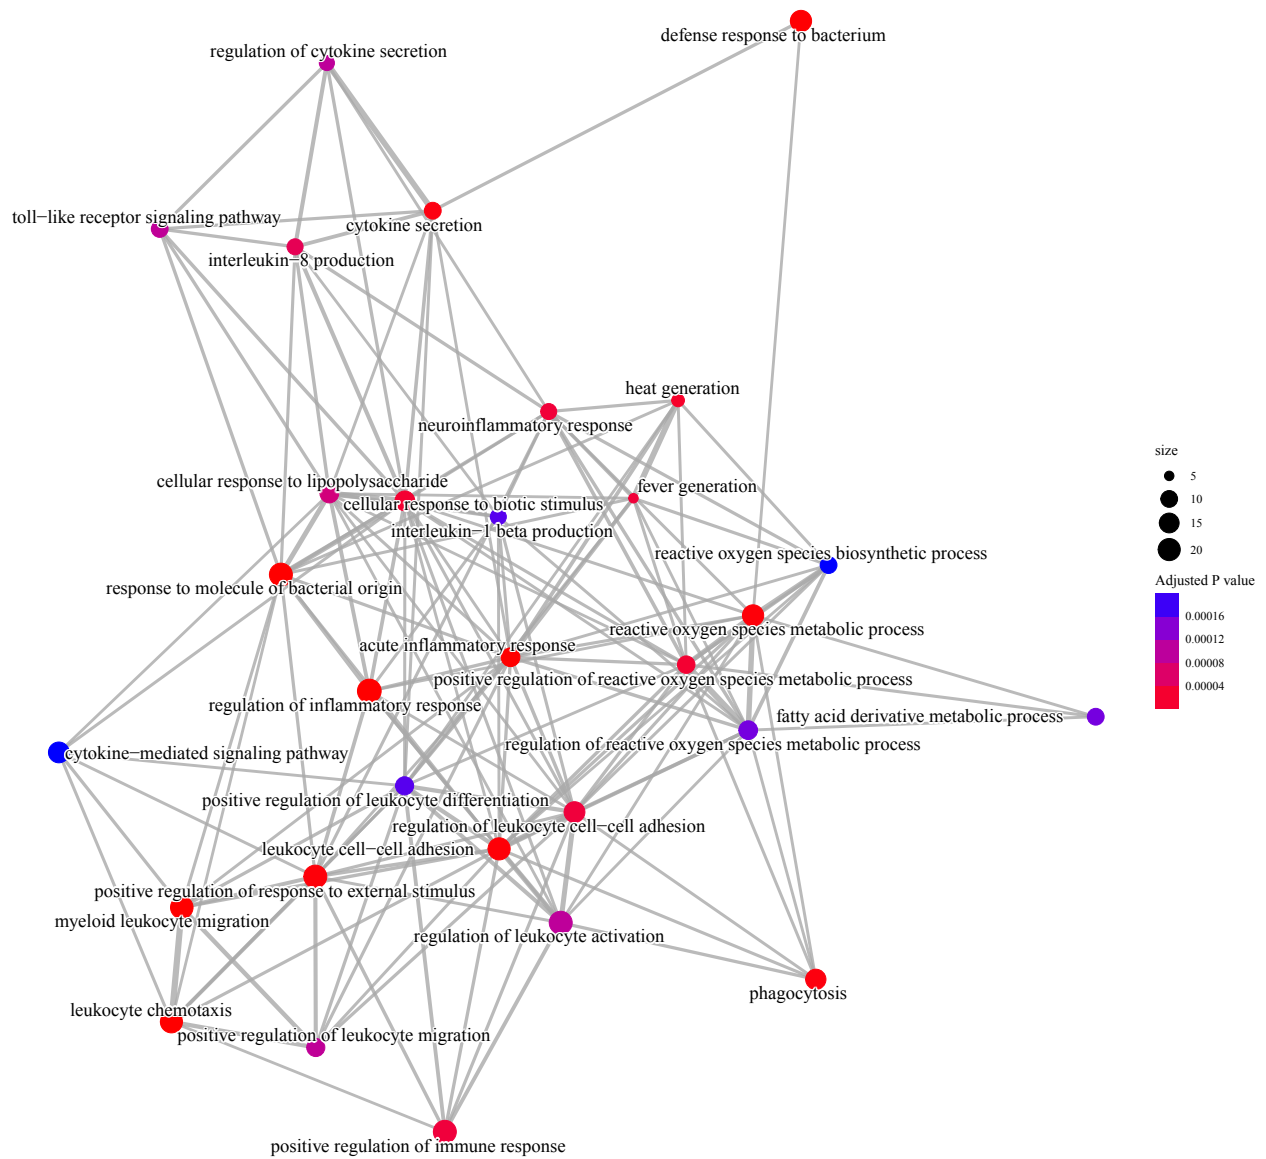 defense response to bacterium
regulation of cytokine secretion
toll−like receptor signaling pathway
cytokine secretion
interleukin−8 production
heat generation
neuroinflammatory response
cellular response to lipopolysaccharide
fever generation
cellular response to biotic stimulus
interleukin−1 beta production
reactive oxygen species biosynthetic process
response to molecule of bacterial origin
reactive oxygen species metabolic process
acute inflammatory response
positive regulation of reactive oxygen species metabolic process
regulation of inflammatory response
fatty acid derivative metabolic process
regulation of reactive oxygen species metabolic process
cytokine−mediated signaling pathway
positive regulation of leukocyte differentiation
regulation of leukocyte cell−cell adhesion
leukocyte cell−cell adhesion
positive regulation of response to external stimulus
myeloid leukocyte migration
regulation of leukocyte activation
phagocytosis
leukocyte chemotaxis
positive regulation of leukocyte migration
positive regulation of immune response
size
5
10
15
20
Adjusted P value
0.00016
0.00012
0.00008
0.00004